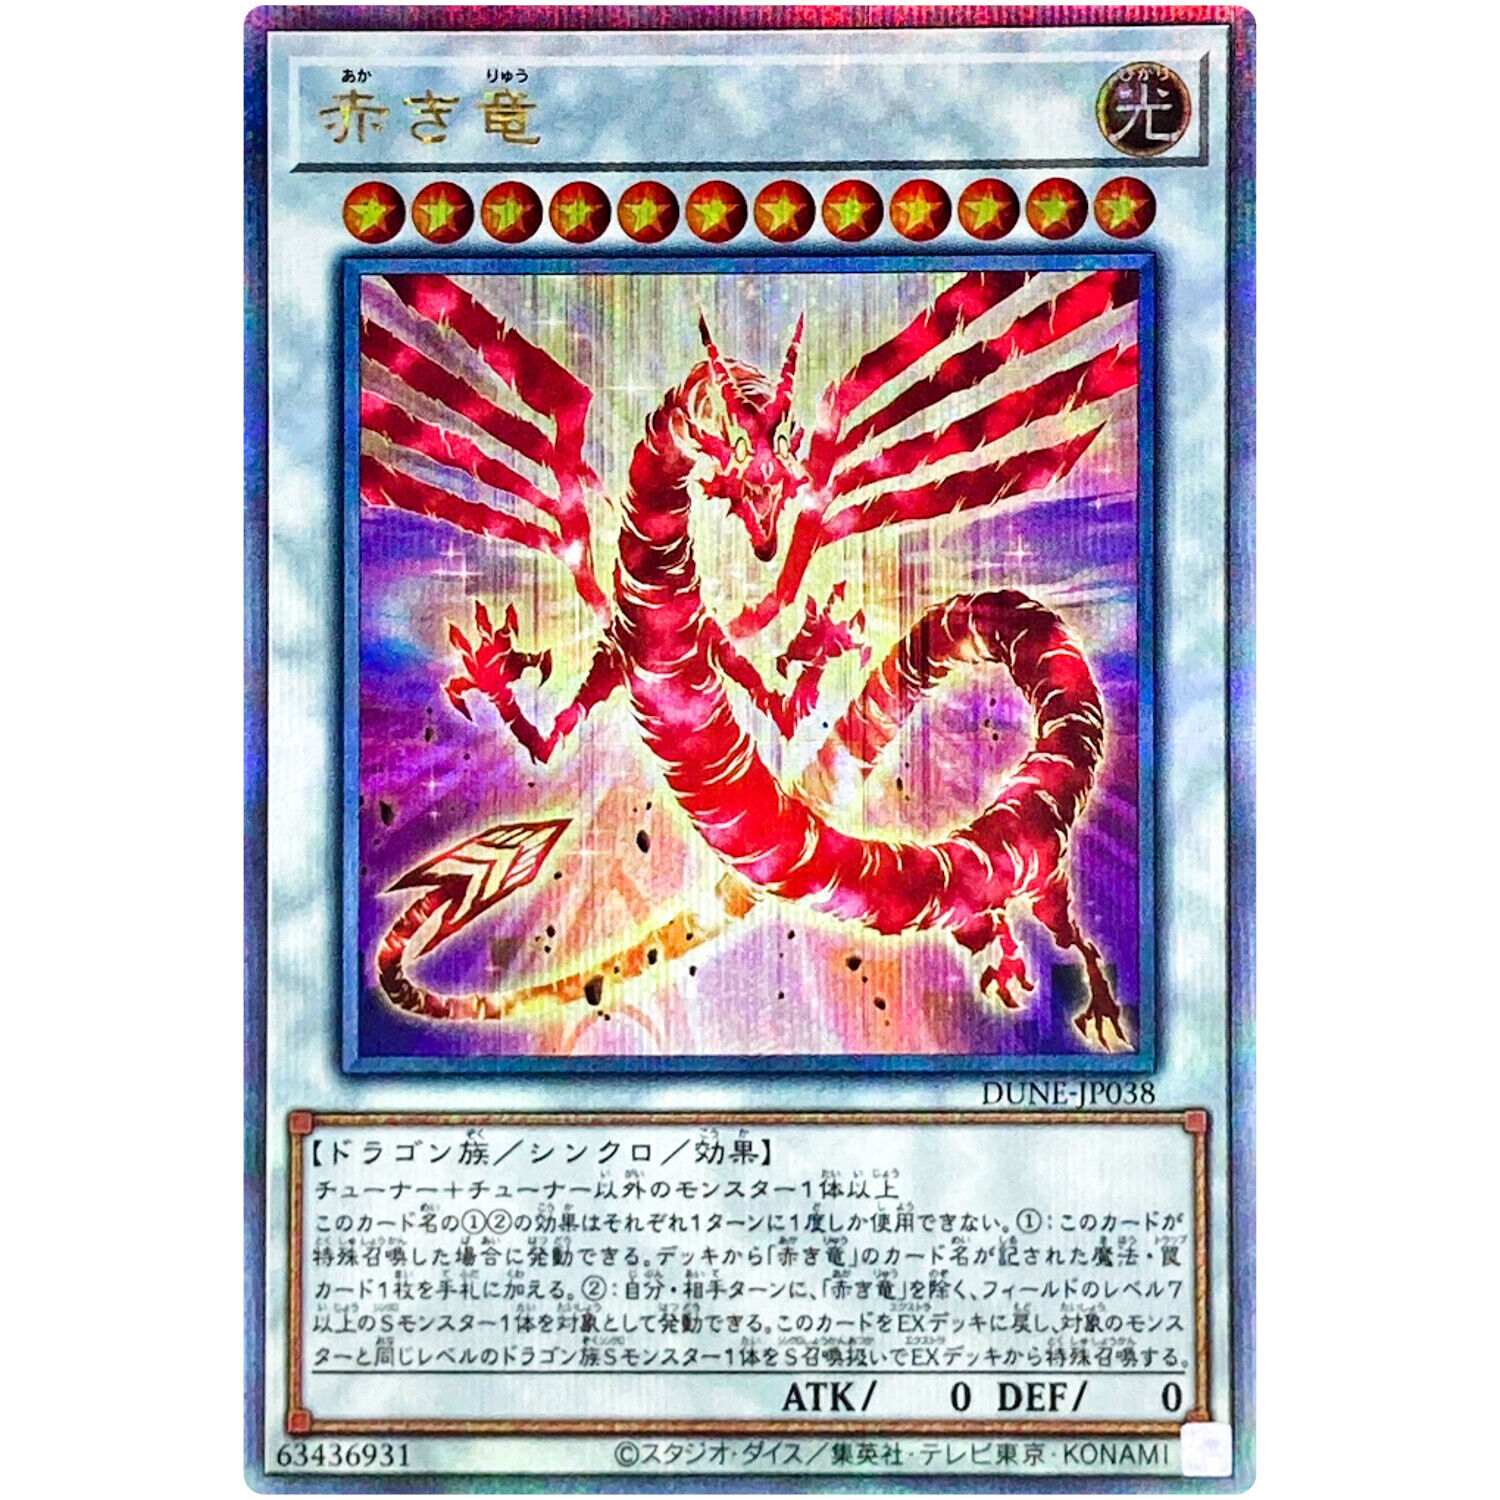 赤き竜
光
DUNE-JP038
【ドラゴン族／シンクロ／効果】
チューナー＋チューナー以外のモンスター１体以上
このカード名の①②の効果はそれぞれ１ターンに１度しか使用できない。①：このカードが
特殊召喚した場合に発動できる。デッキから「赤き竜」のカード名が記された魔法・罠
カード１枚を手札に加える。②：自分・相手ターンに、「赤き竜」を除く、フィールドのレベル７
以上のＳモンスター１体を対象として発動できる。このカードをEXデッキに戻し、対象のモンス
ターと同じレベルのドラゴン族Ｓモンスター１体をＳ召喚扱いでEXデッキから特殊召喚する。
ATK/ 0 DEF/ 0
63436931 ©スタジオ・ダイス／集英社・テレビ東京・KONAMI